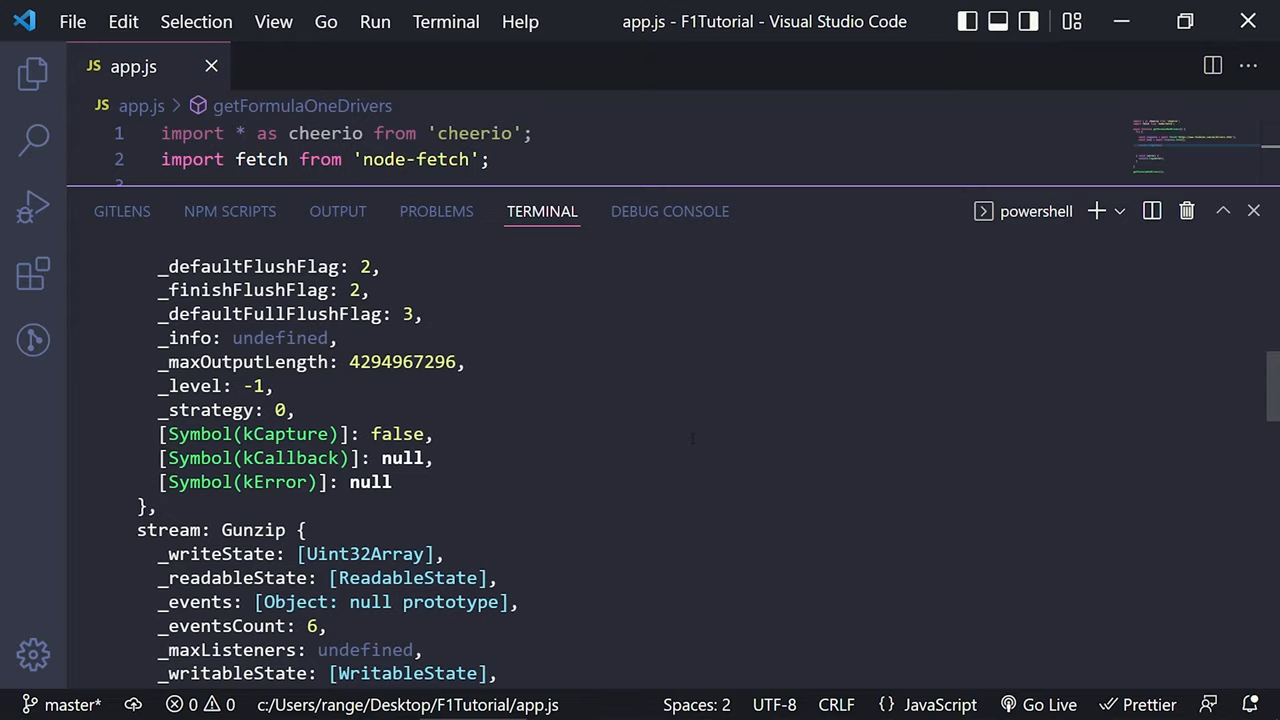 File Edit Selection View Go Run Terminal Help app.js - F1Tutorial - Visual Studio Code
JS app.js
JS app.js > getFormulaOneDrivers
1 import * as cheerio from 'cheerio';
2 import fetch from 'node-fetch';
GITLENS NPM SCRIPTS OUTPUT PROBLEMS TERMINAL DEBUG CONSOLE powershell
_defaultFlushFlag: 2,
_finishFlushFlag: 2,
_defaultFullFlushFlag: 3,
_info: undefined,
_maxOutputLength: 4294967296,
_level: -1,
_strategy: 0,
[Symbol(kCapture)]: false,
[Symbol(kCallback)]: null,
[Symbol(kError)]: null
},
stream: Gunzip {
_writeState: [Uint32Array],
_readableState: [ReadableState],
_events: [Object: null prototype],
_eventsCount: 6,
_maxListeners: undefined,
_writableState: [WritableState],
master* 0 0 c:/Users/range/Desktop/F1Tutorial/app.js Spaces: 2 UTF-8 CRLF {} JavaScript Go Live Prettier